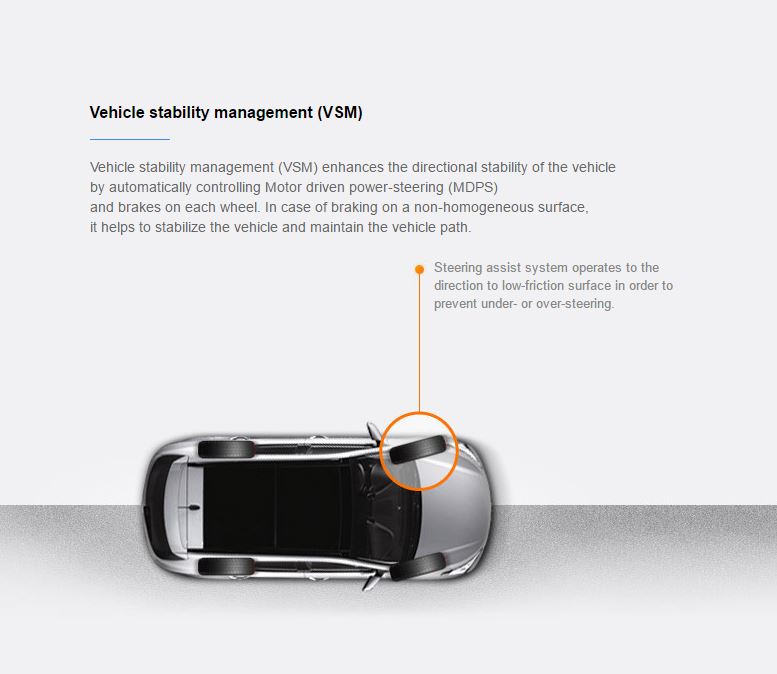 Vehicle stability management (VSM)
Vehicle stability management (VSM) enhances the directional stability of the vehicle
by automatically controlling Motor driven power-steering (MDPS)
and brakes on each wheel. In case of braking on a non-homogeneous surface,
it helps to stabilize the vehicle and maintain the vehicle path.
Steering assist system operates to the
direction to low-friction surface in order to
prevent under- or over-steering.